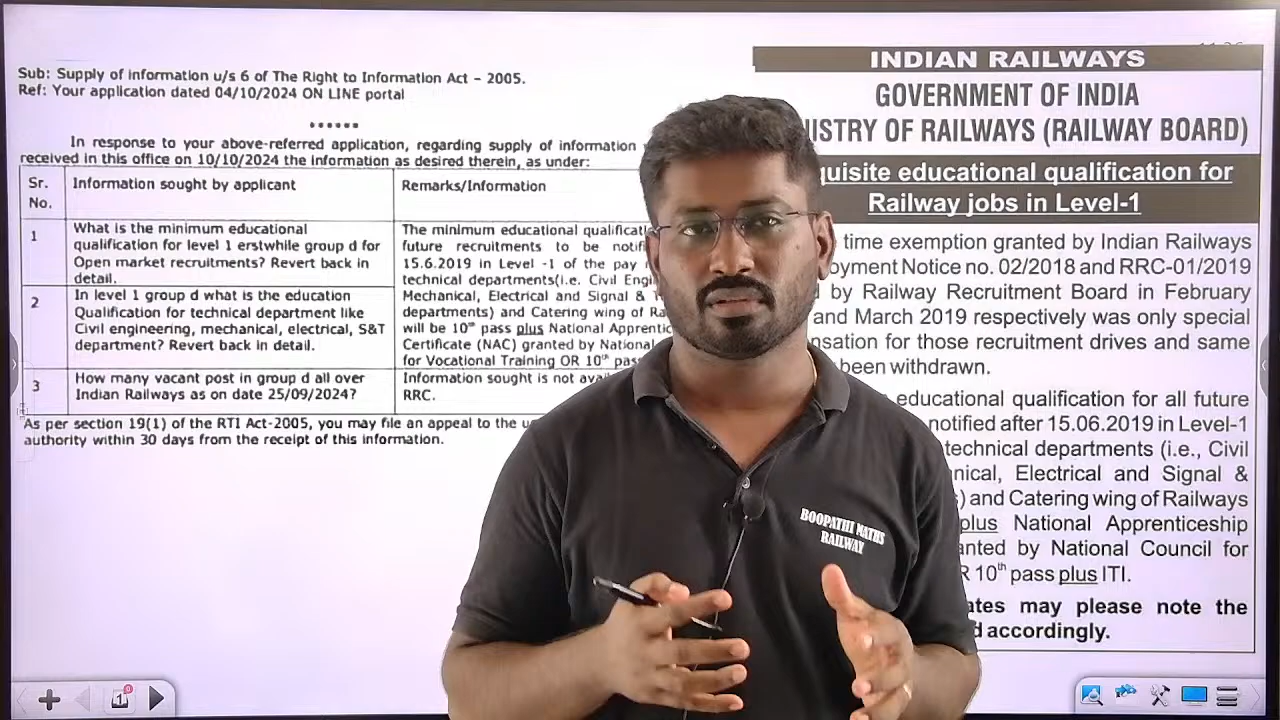 Sub: Supply of information u/s 6 of The Right to Information Act – 2005.
Ref: Your application dated 04/10/2024 ON LINE portal
......
In response to your above-referred application, regarding supply of information
received in this office on 10/10/2024 the information as desired therein, as under:
Sr. No.
Information sought by applicant
Remarks/Information
1
What is the minimum educational
qualification for level 1 erstwhile group d for
Open market recruitments? Revert back in
detail.
The minimum educational
future recruitments to be
15.6.2019 in Level -1 of the pay
technical departments(i.e. Civil
Mechanical, Electrical and Signal &
departments) and Catering wing of
will be 10th pass plus National
Certificate (NAC) granted by National
for Vocational Training OR 10th pass
2
In level 1 group d what is the education
Qualification for technical department like
Civil engineering, mechanical, electrical, S&T
department? Revert back in detail.
3
How many vacant post in group d all over
Indian Railways as on date 25/09/2024?
Information sought is not
RRC.
As per section 19(1) of the RTI Act-2005, you may file an appeal to the
authority within 30 days from the receipt of this information.
INDIAN RAILWAYS
GOVERNMENT OF INDIA
OF RAILWAYS (RAILWAY BOARD)
educational qualification for
Railway jobs in Level-1
time exemption granted by Indian Railways
Notice no. 02/2018 and RRC-01/2019
by Railway Recruitment Board in February
and March 2019 respectively was only special
for those recruitment drives and same
been withdrawn.
educational qualification for all future
notified after 15.06.2019 in Level-1
technical departments (i.e., Civil
Electrical and Signal &
and Catering wing of Railways
plus National Apprenticeship
by National Council for
10th pass plus ITI.
may please note the
accordingly.
BOOPATHI MATHS
RAILWAY
1